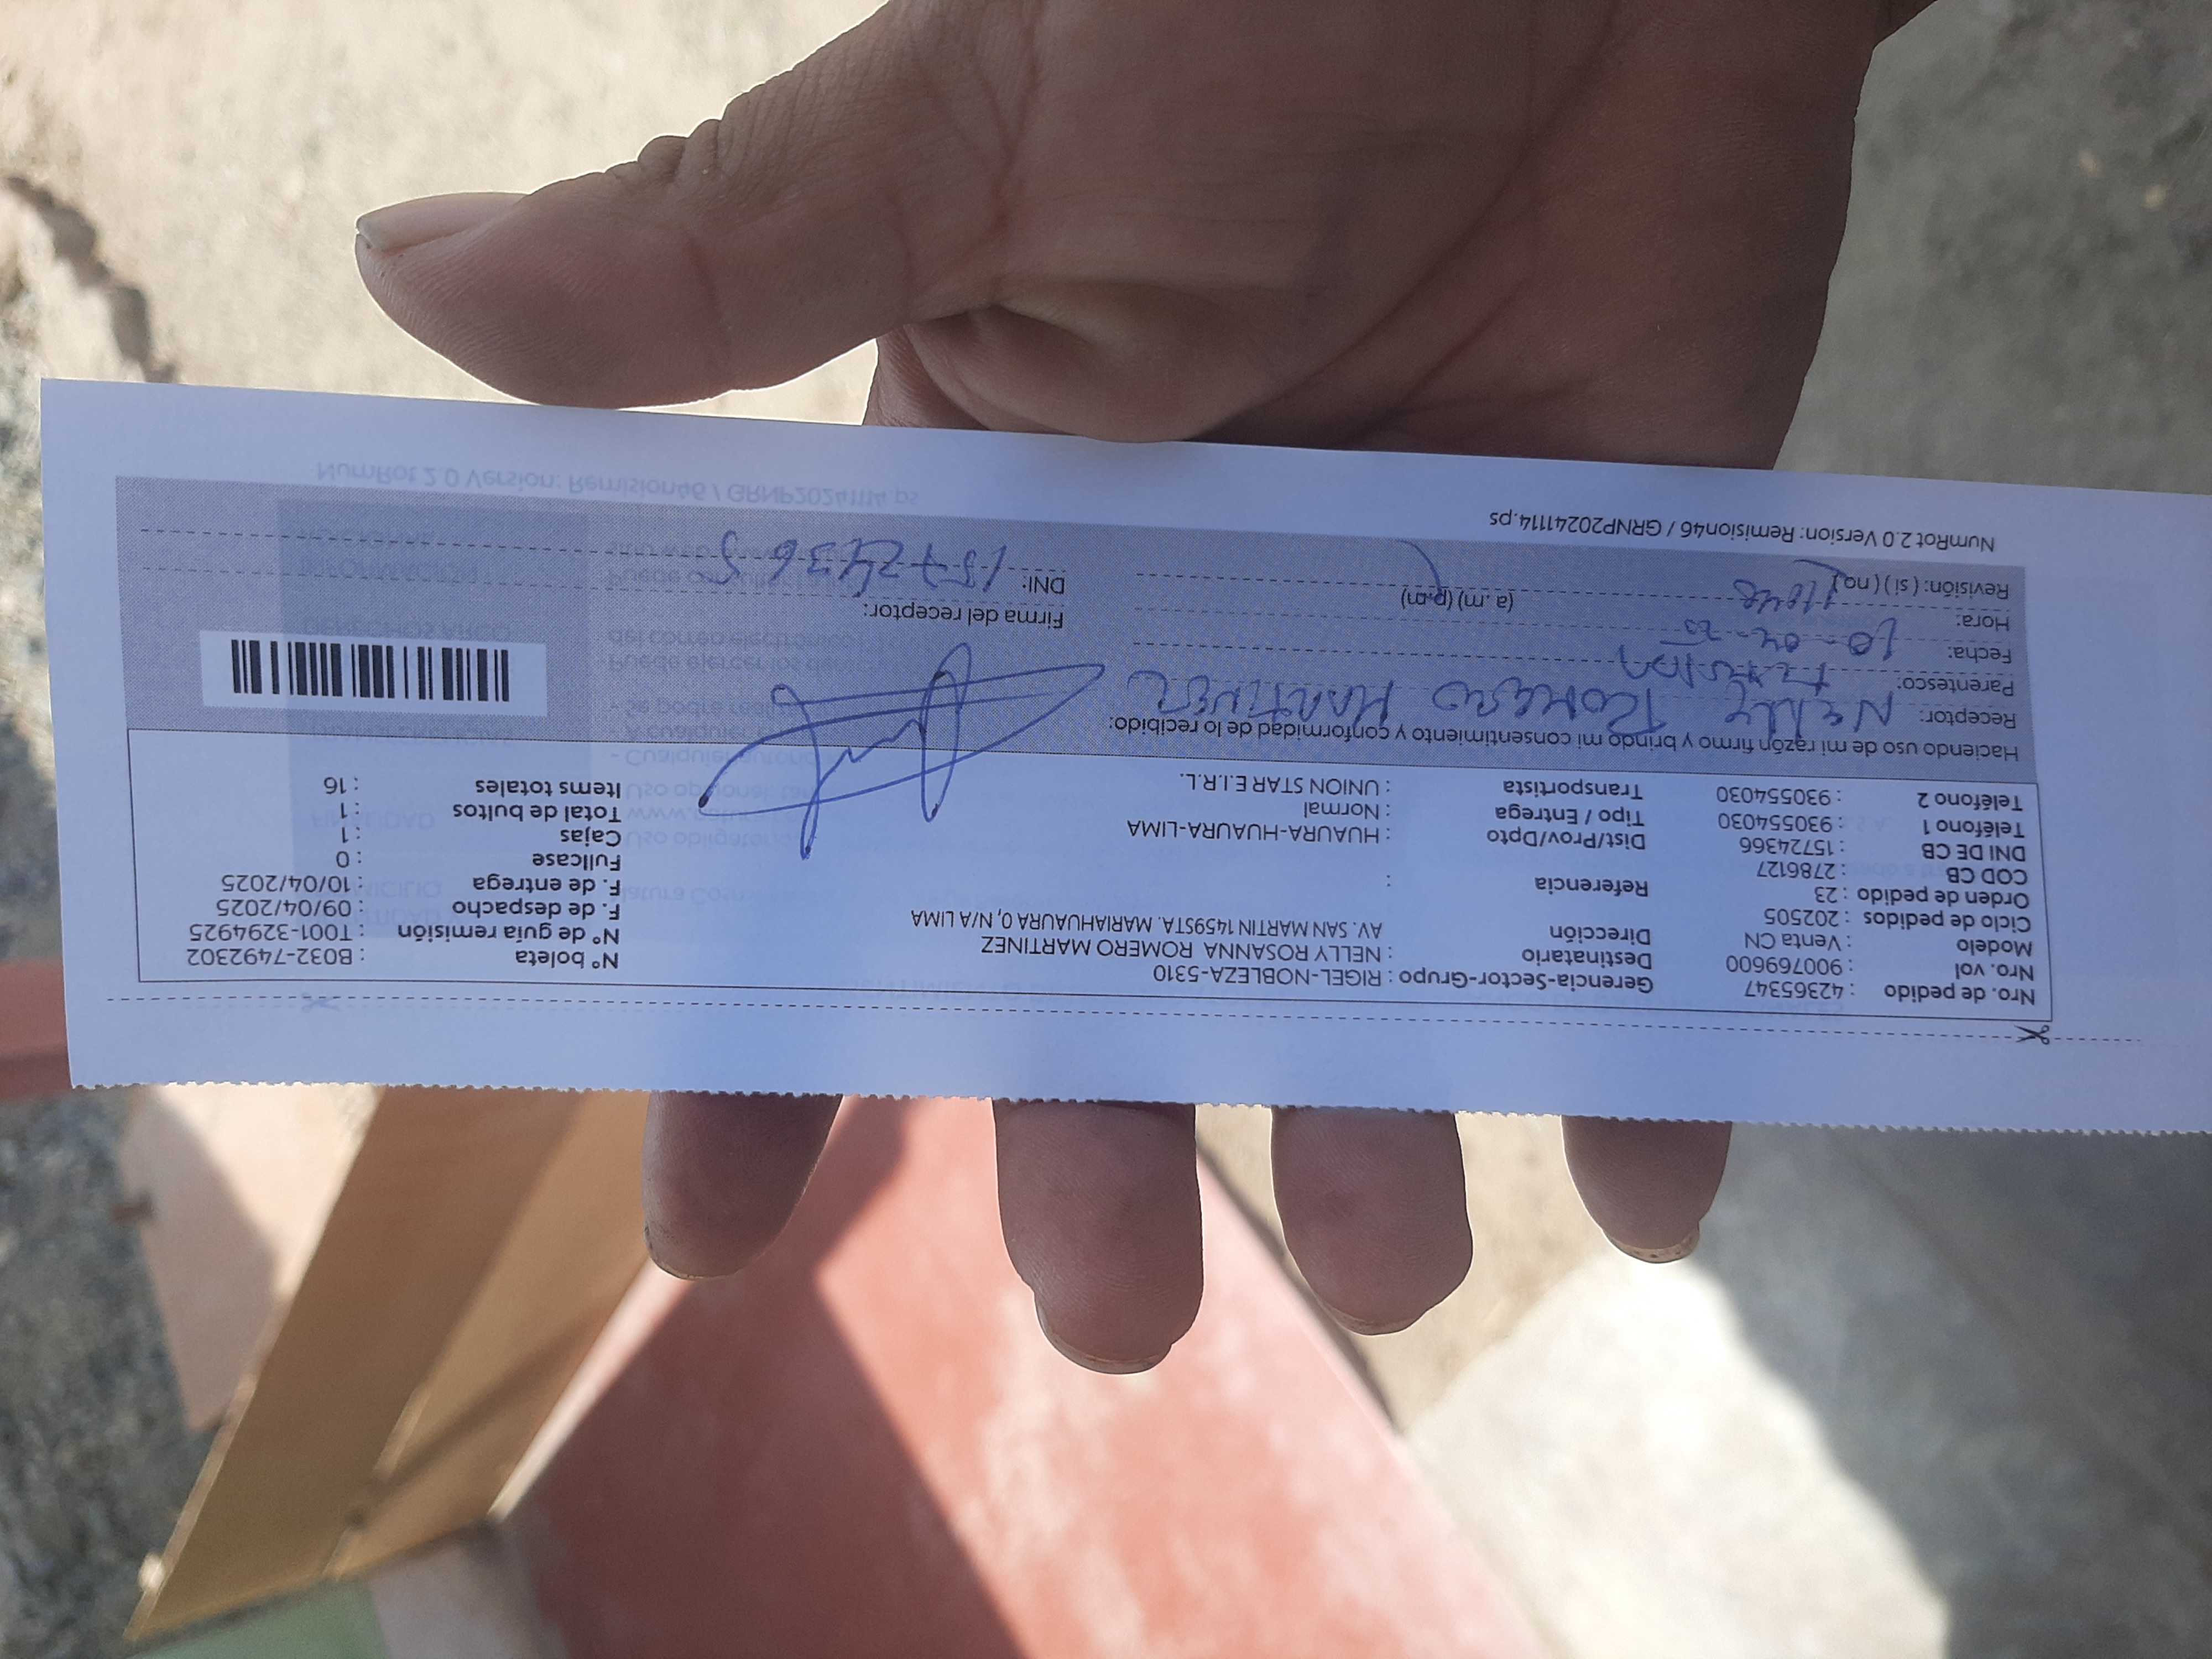 Nro. de pedido : 42365347 Gerencia-Sector-Grupo : RIGEL-NOBLEZA-5310 N° boleta : B032-7492302
Nro. vol : 900769600 Destinatario : NELLY ROSANNA ROMERO MARTINEZ N° de guía remisión : T001-3294925
Modelo : Venta CN Dirección AV. SAN MARTIN 1459STA. MARIAHUAURA 0, N/A LIMA F. de despacho : 09/04/2025
Ciclo de pedidos : 202505 F. de entrega : 10/04/2025
Orden de pedido : 23 Referencia : Fullcase : 0
COD CB : 2786127 Cajas : 1
DNI DE CB : 15724366 Dist/Prov/Dpto : HUAURA-HUAURA-LIMA Total de bultos : 1
Teléfono 1 : 930554030 Tipo / Entrega : Normal Items totales : 16
Teléfono 2 : 930554030 Transportista : UNION STAR E.I.R.L.
Haciendo uso de mi razón firmo y brindo mi consentimiento y conformidad de lo recibido:
Receptor: Nelly Romero Martinez
Parentesco:
Fecha: 10-04-25 Firma del receptor:
Hora: (a.m) (p.m) DNI: 1572436
Revisión: (si) (no)
NumRot 2.0 Version: Remision46 / GRNP20241114.ps